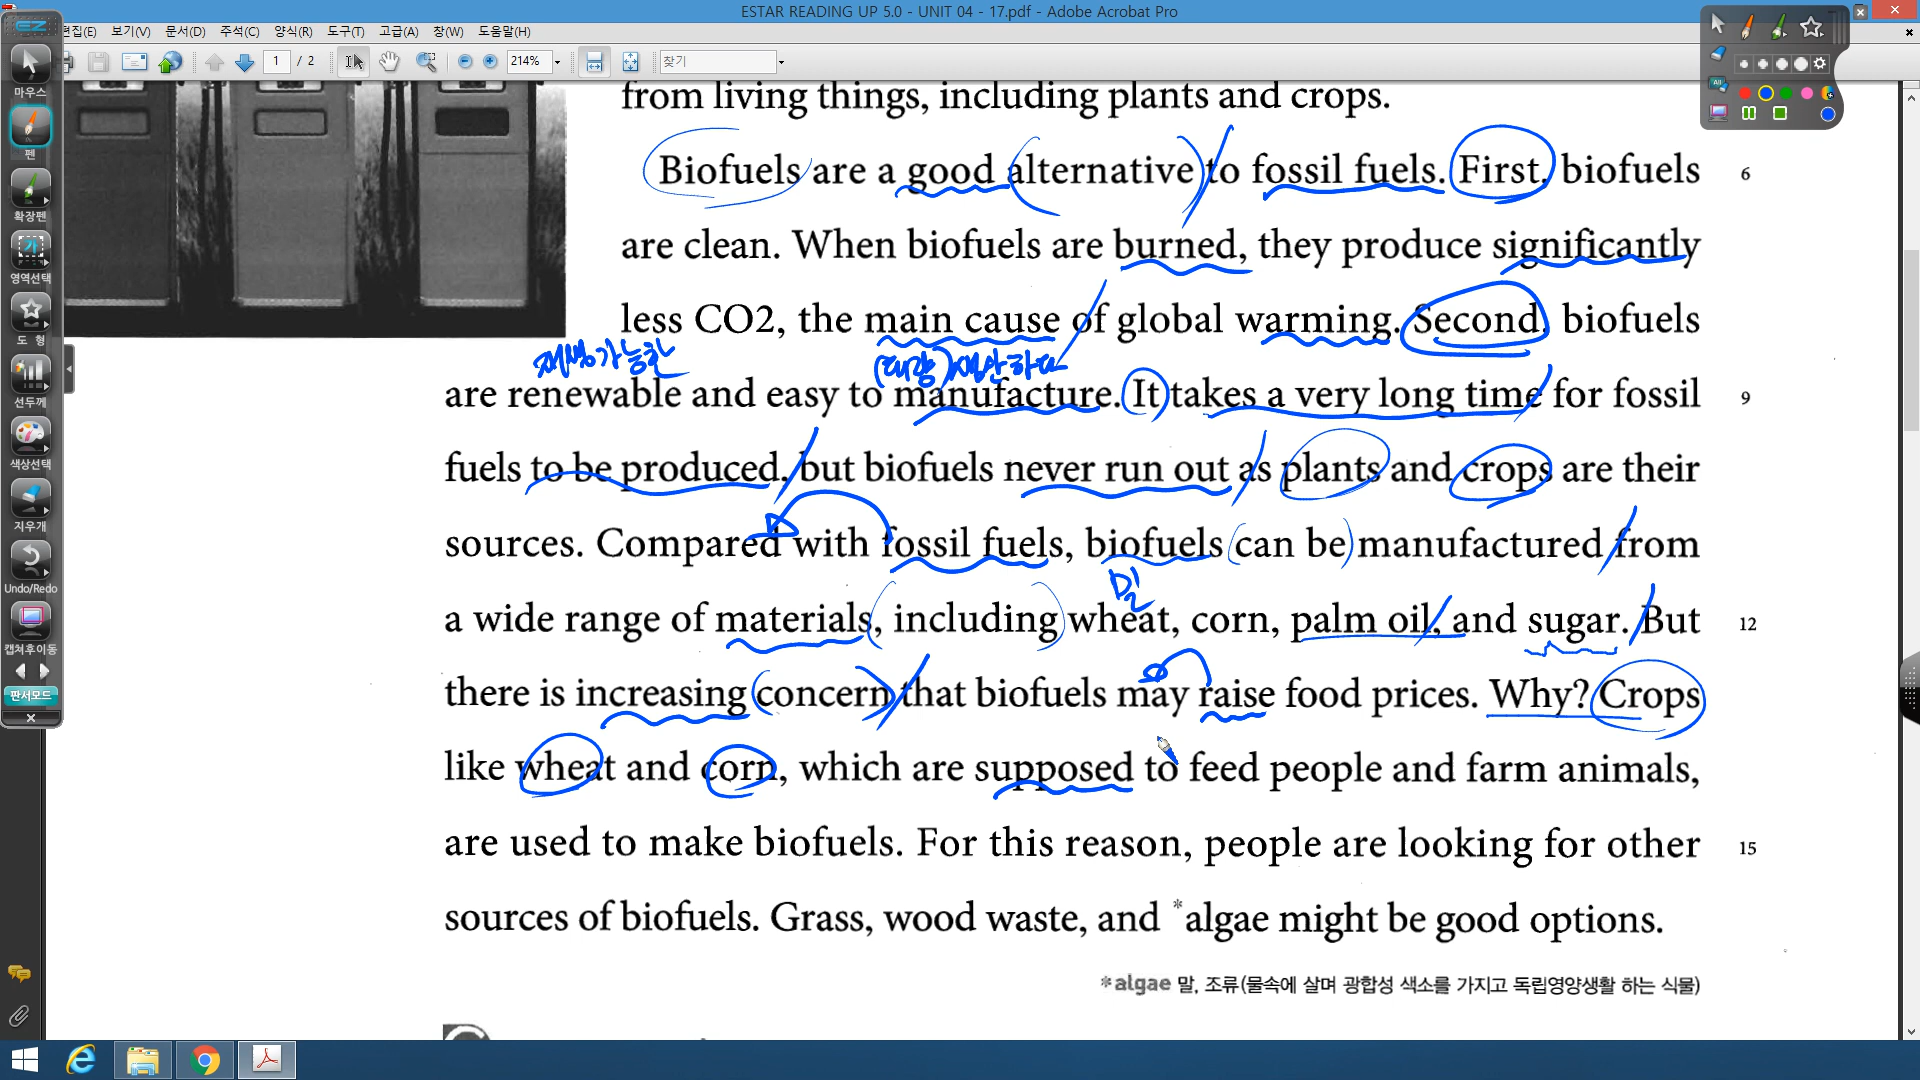 ESTAR READING UP 5.0 - UNIT 04 - 17.pdf - Adobe Acrobat Pro
편집(E) 보기(V) 문서(D) 주석(C) 양식(R) 도구(T) 고급(A) 창(W) 도움말(H)
1 / 2 214% 찾기
EZ
마우스
펜
확장펜
가
영역선택
도 형
선두께
색상선택
지우개
Undo/Redo
캡쳐후이동
판서모드
All
from living things, including plants and crops.
Biofuels are a good alternative to fossil fuels. First, biofuels 6
are clean. When biofuels are burned, they produce significantly
less CO2, the main cause of global warming. Second, biofuels
재생가능한 (대량)생산하다
are renewable and easy to manufacture. It takes a very long time for fossil 9
fuels to be produced, but biofuels never run out as plants and crops are their
sources. Compared with fossil fuels, biofuels can be manufactured from
밀
a wide range of materials, including wheat, corn, palm oil, and sugar. But 12
there is increasing concern that biofuels may raise food prices. Why? Crops
like wheat and corn, which are supposed to feed people and farm animals,
are used to make biofuels. For this reason, people are looking for other 15
sources of biofuels. Grass, wood waste, and *algae might be good options.
*algae 말, 조류(물속에 살며 광합성 색소를 가지고 독립영양생활 하는 식물)